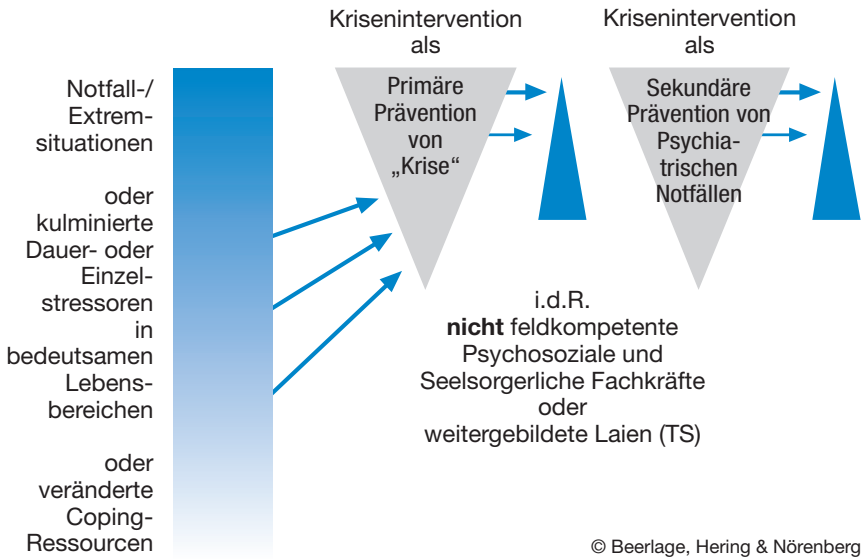 Krisenintervention
als
Krisenintervention
als
Notfall-/
Extrem-
situationen
oder
kulminierte
Dauer- oder
Einzel-
stressoren
in
bedeutsamen
Lebens-
bereichen
oder
veränderte
Coping-
Ressourcen
Primäre
Prävention
von
„Krise“
Sekundäre
Prävention von
Psychia-
trischen
Notfällen
i.d.R.
nicht feldkompetente
Psychosoziale und
Seelsorgerliche Fachkräfte
oder
weitergebildete Laien (TS)
© Beerlage, Hering & Nörenberg